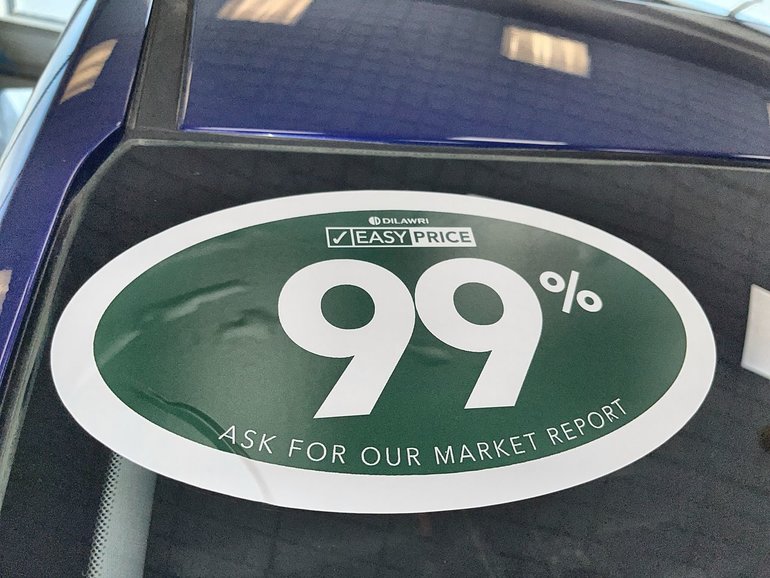 DILAWRI
✓ EASY PRICE
99%
ASK FOR OUR MARKET REPORT